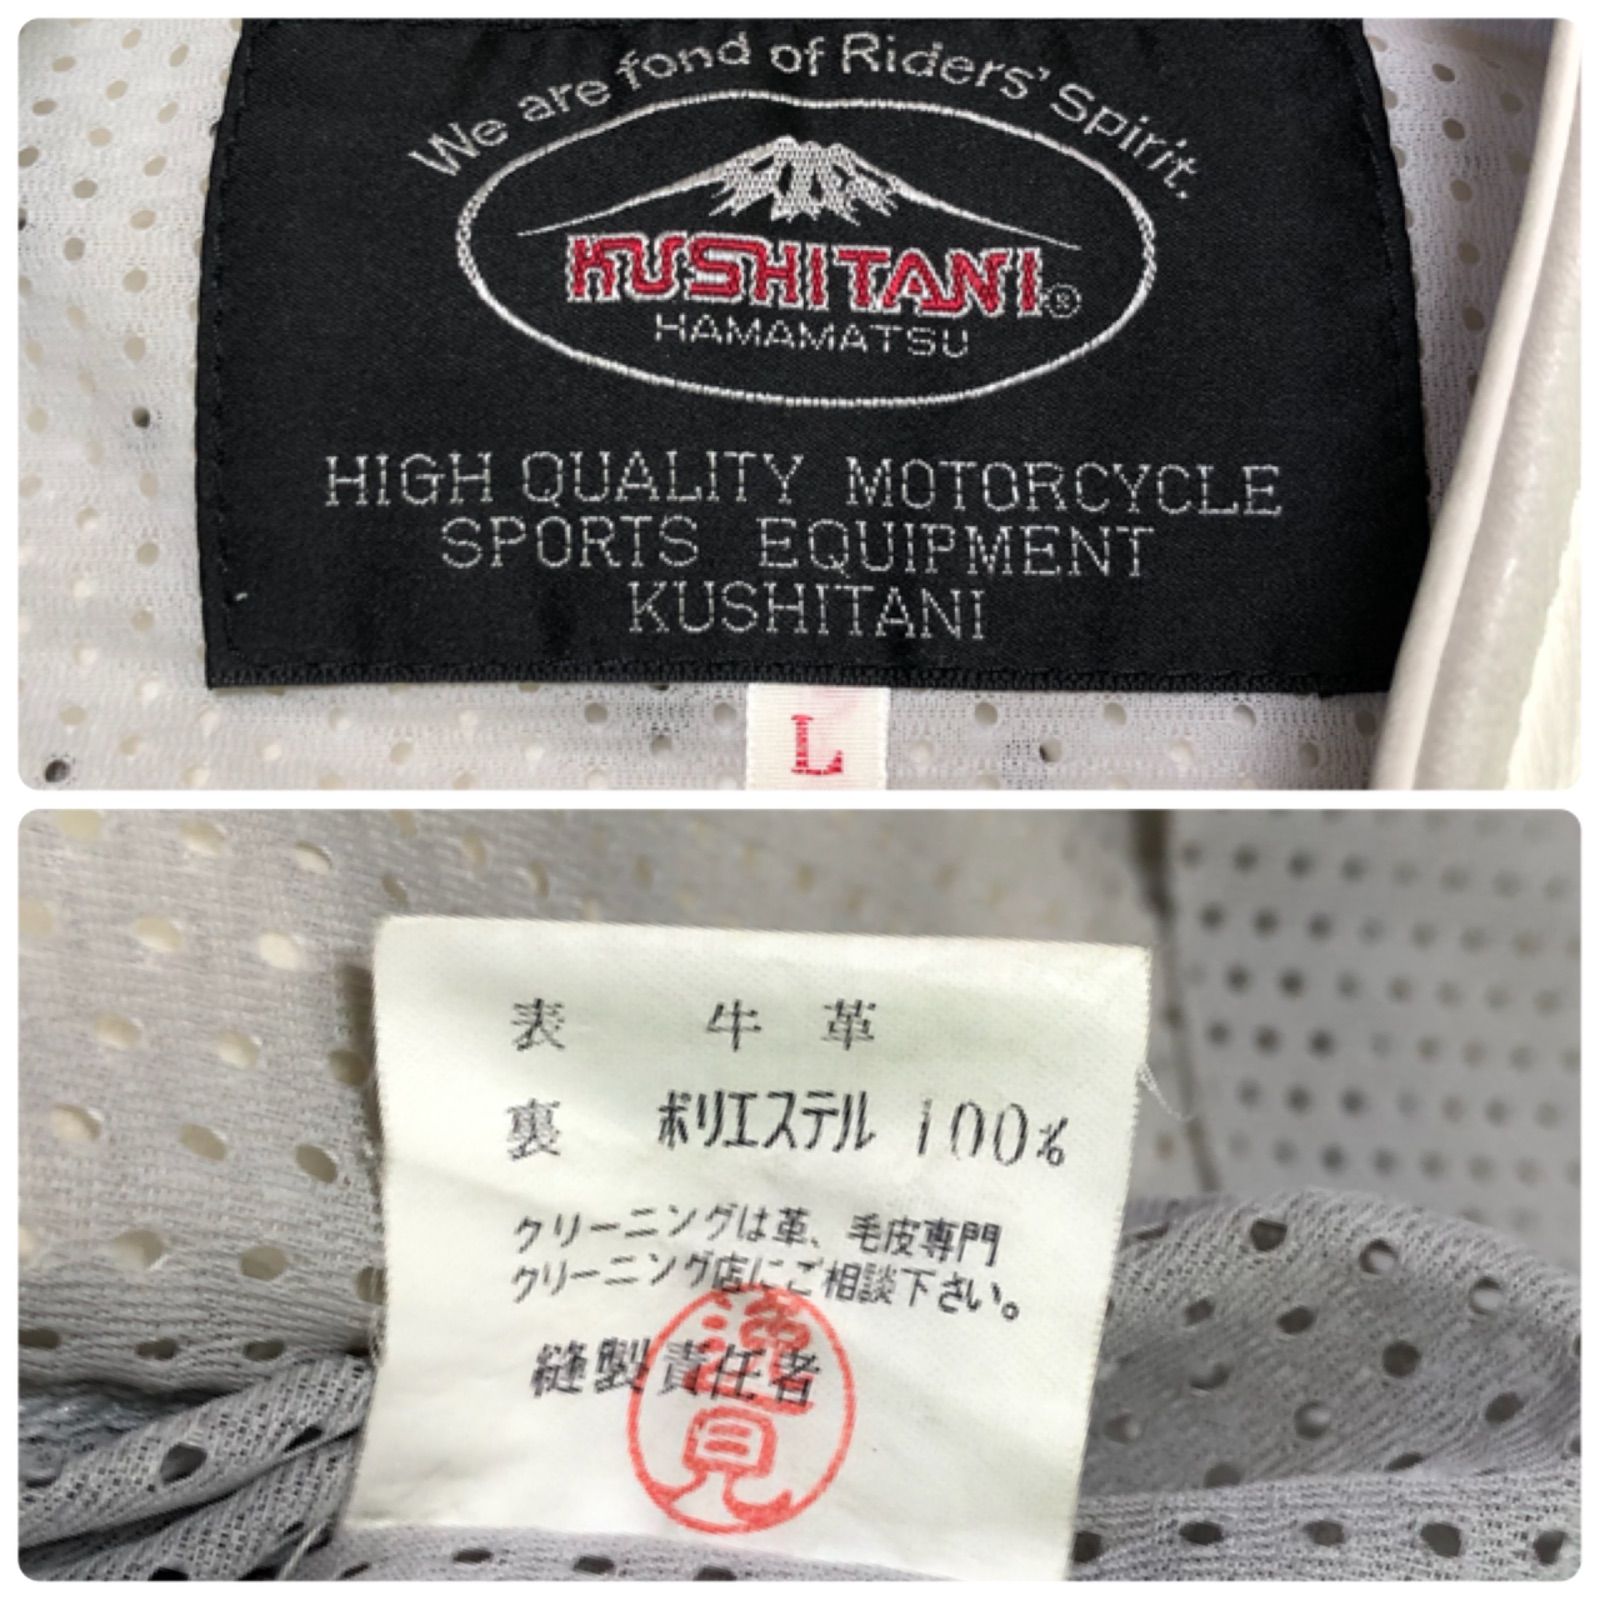 We are fond of Riders' Spirit.
KUSHITANI®
HAMAMATSU
HIGH QUALITY MOTORCYCLE
SPORTS EQUIPMENT
KUSHITANI
L
表 牛革
裏 ポリエステル 100%
クリーニングは革、毛皮専門
クリーニング店にご相談下さい。
縫製責任者
逸見